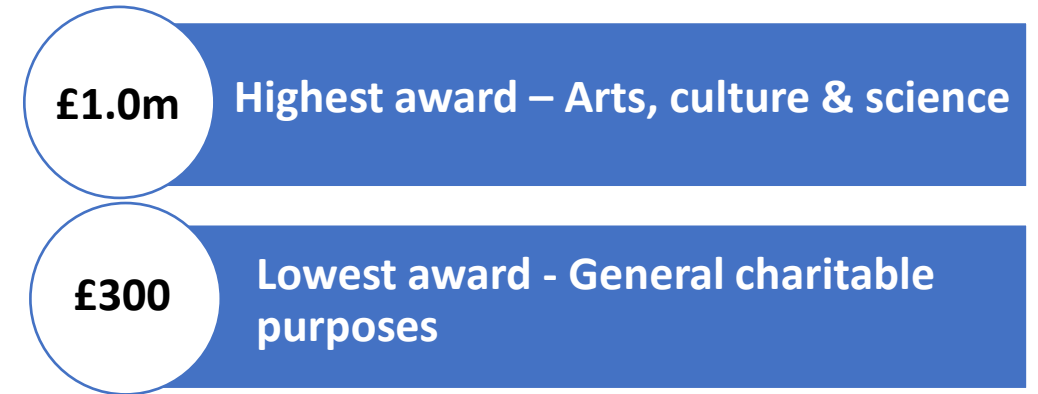 £1.0m
Highest award – Arts, culture & science
£300
Lowest award - General charitable
purposes